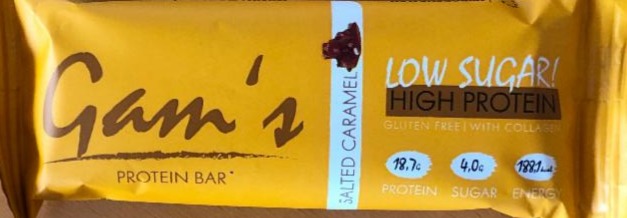 Gam's
PROTEIN BAR*
SALTED CARAMEL
LOW SUGAR!
HIGH PROTEIN
GLUTEN FREE | WITH COLLAGEN
18,7G 4,0G
PROTEIN SUGAR ENERGY